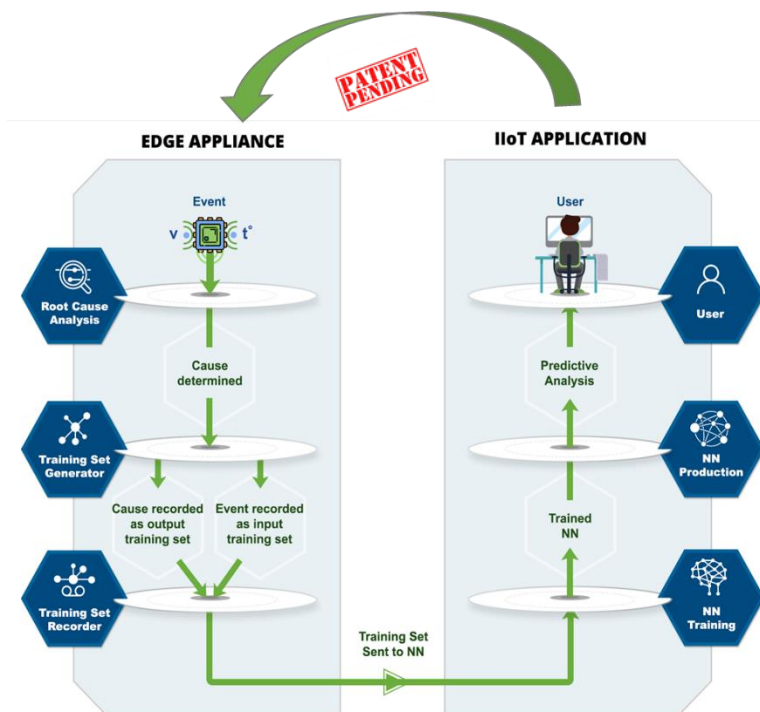 PATENT
PENDING
EDGE APPLIANCE
IIoT APPLICATION
Event
v
t°
User
Root Cause
Analysis
User
Cause
determined
Predictive
Analysis
Training Set
Generator
NN
Production
Cause recorded
as output
training set
Event recorded
as input
training set
Trained
NN
Training Set
Recorder
NN
Training
Training Set
Sent to NN